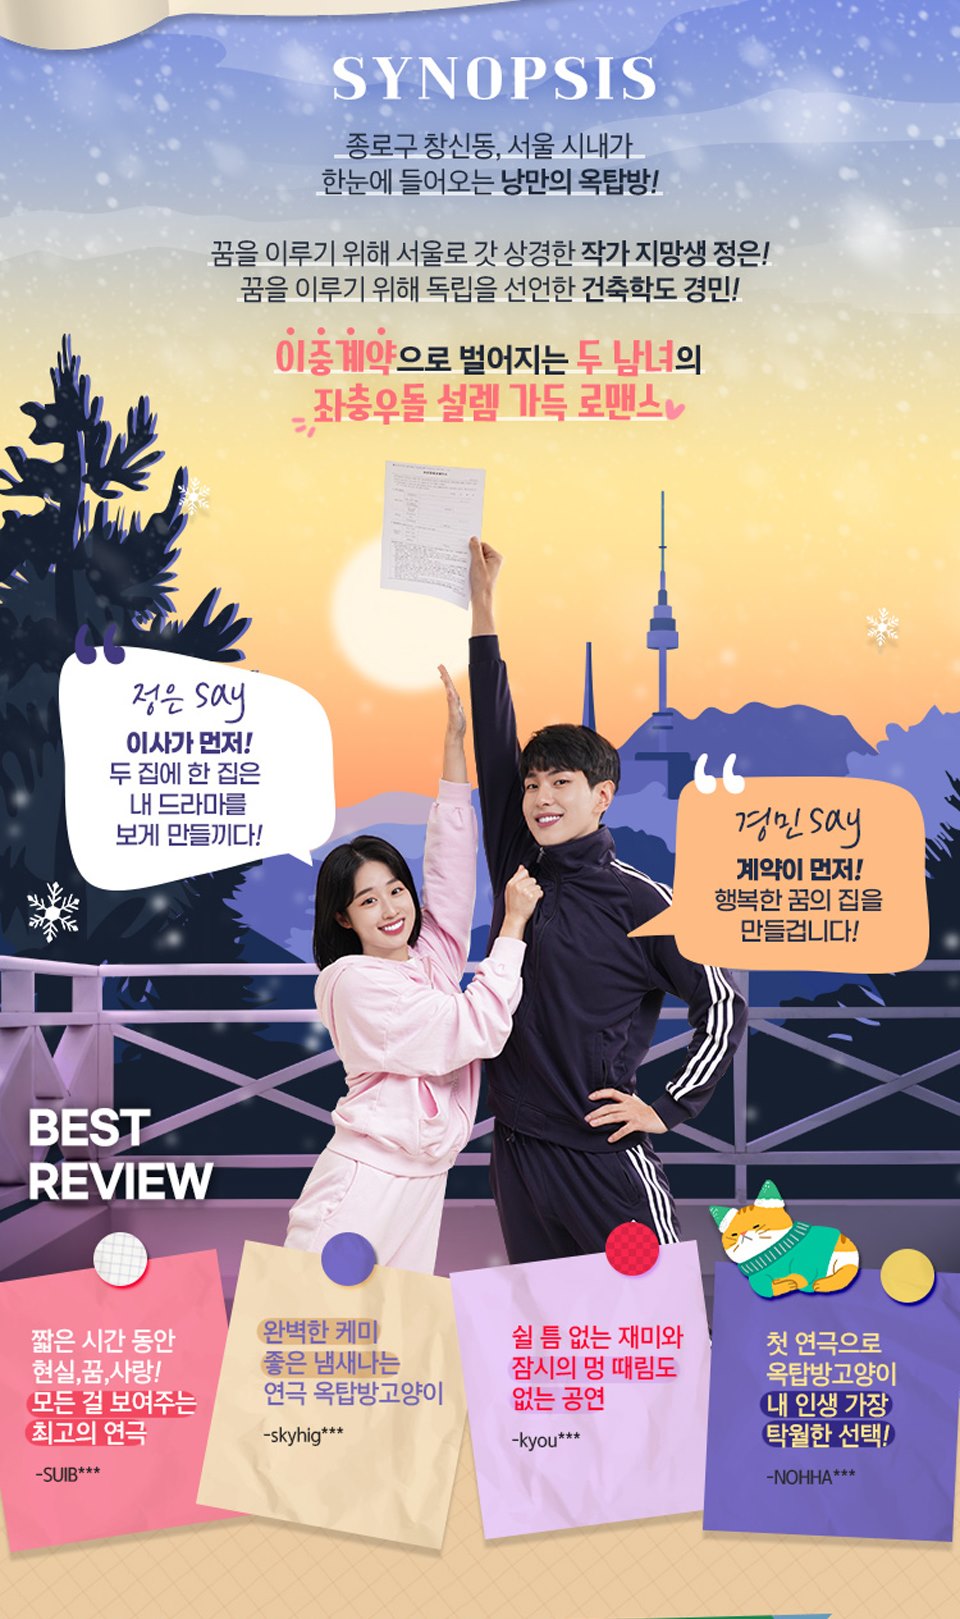 SYNOPSIS
종로구 창신동, 서울 시내가
한눈에 들어오는 낭만의 옥탑방!
꿈을 이루기 위해 서울로 갓 상경한 작가 지망생 정은!
꿈을 이루기 위해 독립을 선언한 건축학도 경민!
이중계약으로 벌어지는 두 남녀의
좌충우돌 설렘 가득 로맨스
정은 say
이사가 먼저!
두 집에 한 집은
내 드라마를
보게 만들끼다!
경민 say
계약이 먼저!
행복한 꿈의 집을
만들겁니다!
BEST
REVIEW
짧은 시간 동안
현실,꿈,사랑!
모든 걸 보여주는
최고의 연극
-SUIB***
완벽한 케미
좋은 냄새나는
연극 옥탑방고양이
-skyhig***
쉴 틈 없는 재미와
잠시의 멍 때림도
없는 공연
-kyou***
첫 연극으로
옥탑방고양이
내 인생 가장
탁월한 선택!
-NOHHA***